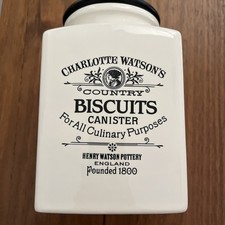 CHARLOTTE WATSON'S
COUNTRY
BISCUITS
CANISTER
For All Culinary Purposes
HENRY WATSON POTTERY
ENGLAND
Founded 1800